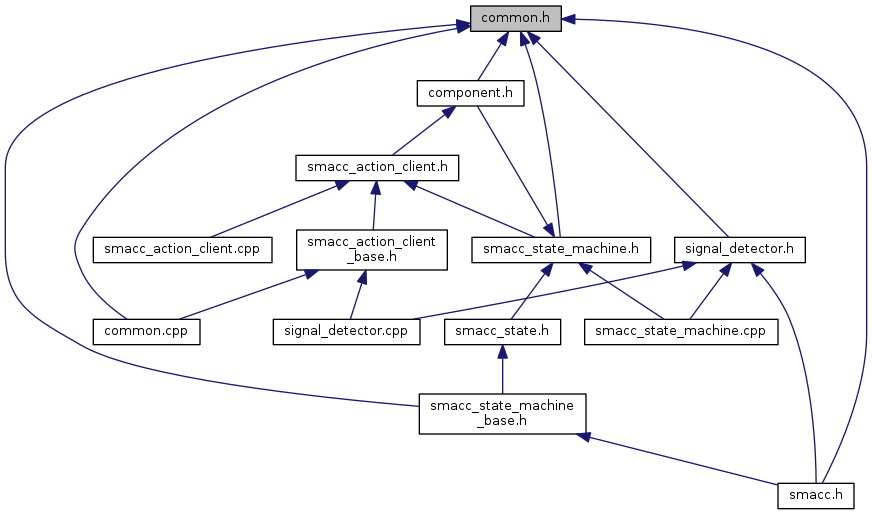 common.h
component.h
smacc_action_client.h
smacc_action_client.cpp
smacc_action_client
_base.h
smacc_state_machine.h
signal_detector.h
common.cpp
signal_detector.cpp
smacc_state.h
smacc_state_machine.cpp
smacc_state_machine
_base.h
smacc.h